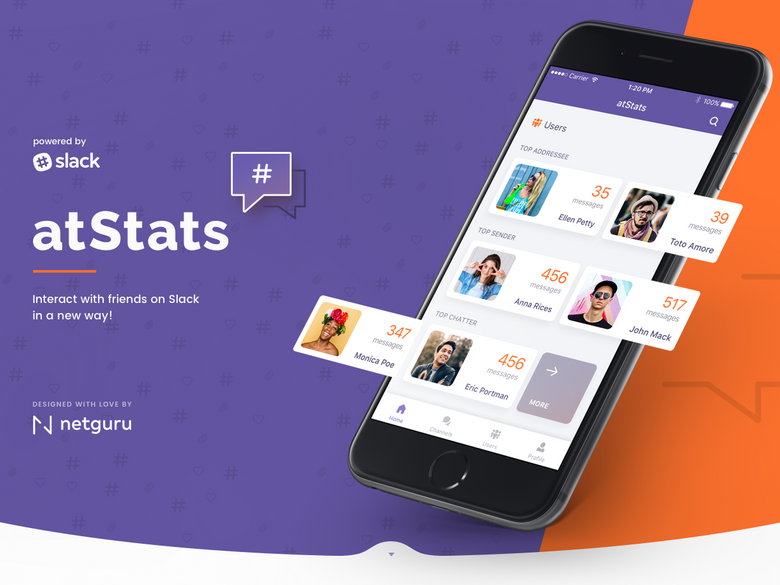 powered by
slack
#
atStats
Interact with friends on Slack
in a new way!
DESIGNED WITH LOVE BY
netguru
Carrier
1:20 PM
100%
atStats
Users
TOP ADDRESSEE
35
messages
Ellen Petty
39
messages
Toto Amore
TOP SENDER
456
messages
Anna Rices
517
messages
John Mack
TOP CHATTER
347
messages
Monica Poe
456
messages
Eric Portman
MORE
Home
Channels
Users
Profile